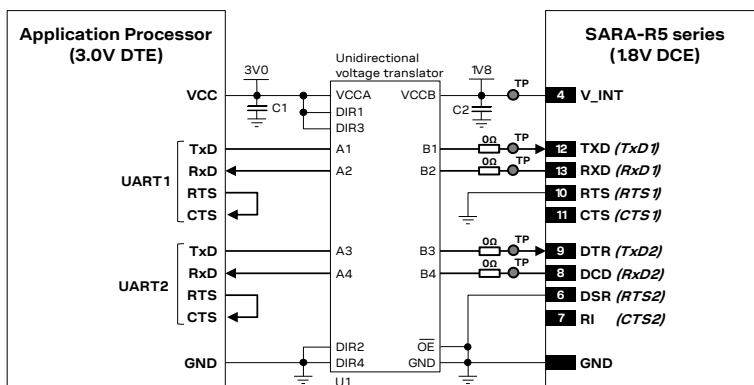 Application Processor
(3.0V DTE)
SARA-R5 series
(1.8V DCE)
Unidirectional
voltage translator
3V0
1V8
TP
VCC
VCCA
VCCB
4
V_INT
C1
DIR1
C2
DIR3
0Ω
TP
TxD
A1
B1
12
TXD (TxD1)
0Ω
TP
RxD
A2
B2
13
RXD (RxD1)
UART1
RTS
10
RTS (RTS1)
CTS
11
CTS (CTS1)
0Ω
TP
TxD
A3
B3
9
DTR (TxD2)
0Ω
TP
RxD
A4
B4
8
DCD (RxD2)
UART2
RTS
6
DSR (RTS2)
CTS
7
RI (CTS2)
DIR2
OE
GND
DIR4
GND
GND
U1